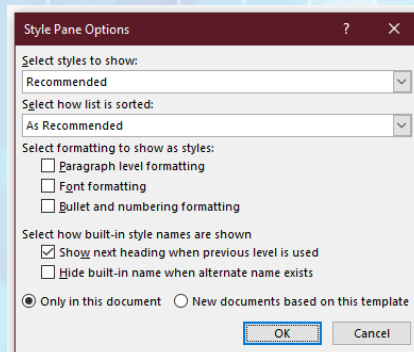 Style Pane Options ?
Select styles to show:
Recommended
Select how list is sorted:
As Recommended
Select formatting to show as styles:
Paragraph level formatting
Font formatting
Bullet and numbering formatting
Select how built-in style names are shown
Show next heading when previous level is used
Hide built-in name when alternate name exists
Only in this document New documents based on this template
OK Cancel